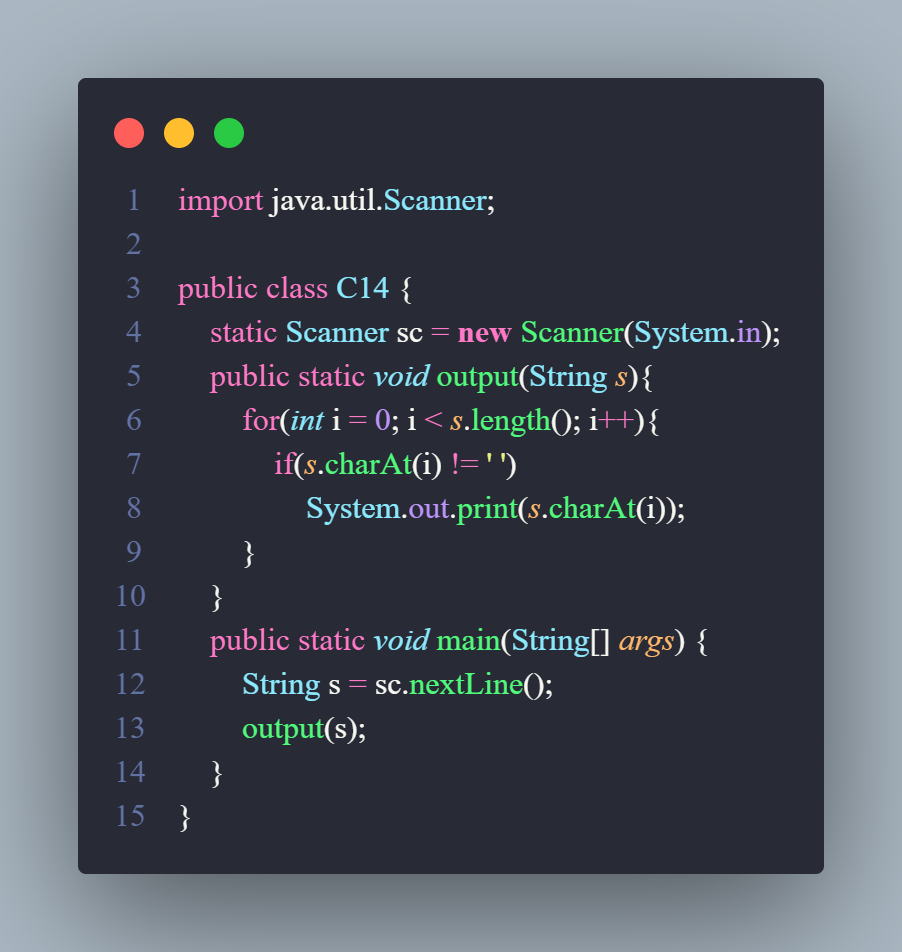 1 import java.util.Scanner;
2
3 public class C14 {
4     static Scanner sc = new Scanner(System.in);
5     public static void output(String s){
6         for(int i = 0; i < s.length(); i++){
7             if(s.charAt(i) != ' ')
8                 System.out.print(s.charAt(i));
9         }
10     }
11     public static void main(String[] args) {
12         String s = sc.nextLine();
13         output(s);
14     }
15 }